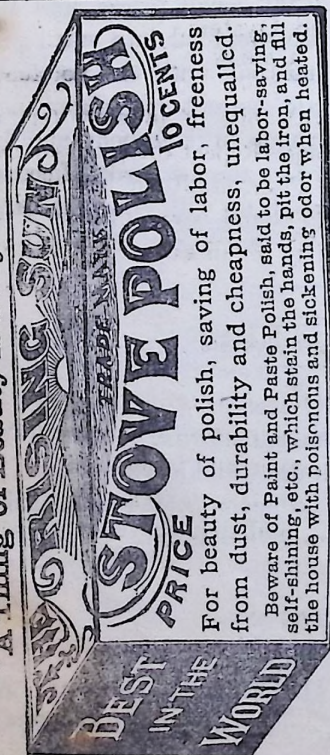 RISING SUN
TRADE MARK
STOVE POLISH
PRICE 10 CENTS
BEST
IN THE
WORLD
For beauty of polish, saving of labor, freeness
from dust, durability and cheapness, unequalled.
Beware of Paint and Paste Polish, said to be labor-saving,
self-shining, etc., which stain the hands, pit the iron, and fill
the house with poisonous and sickening odor when heated.